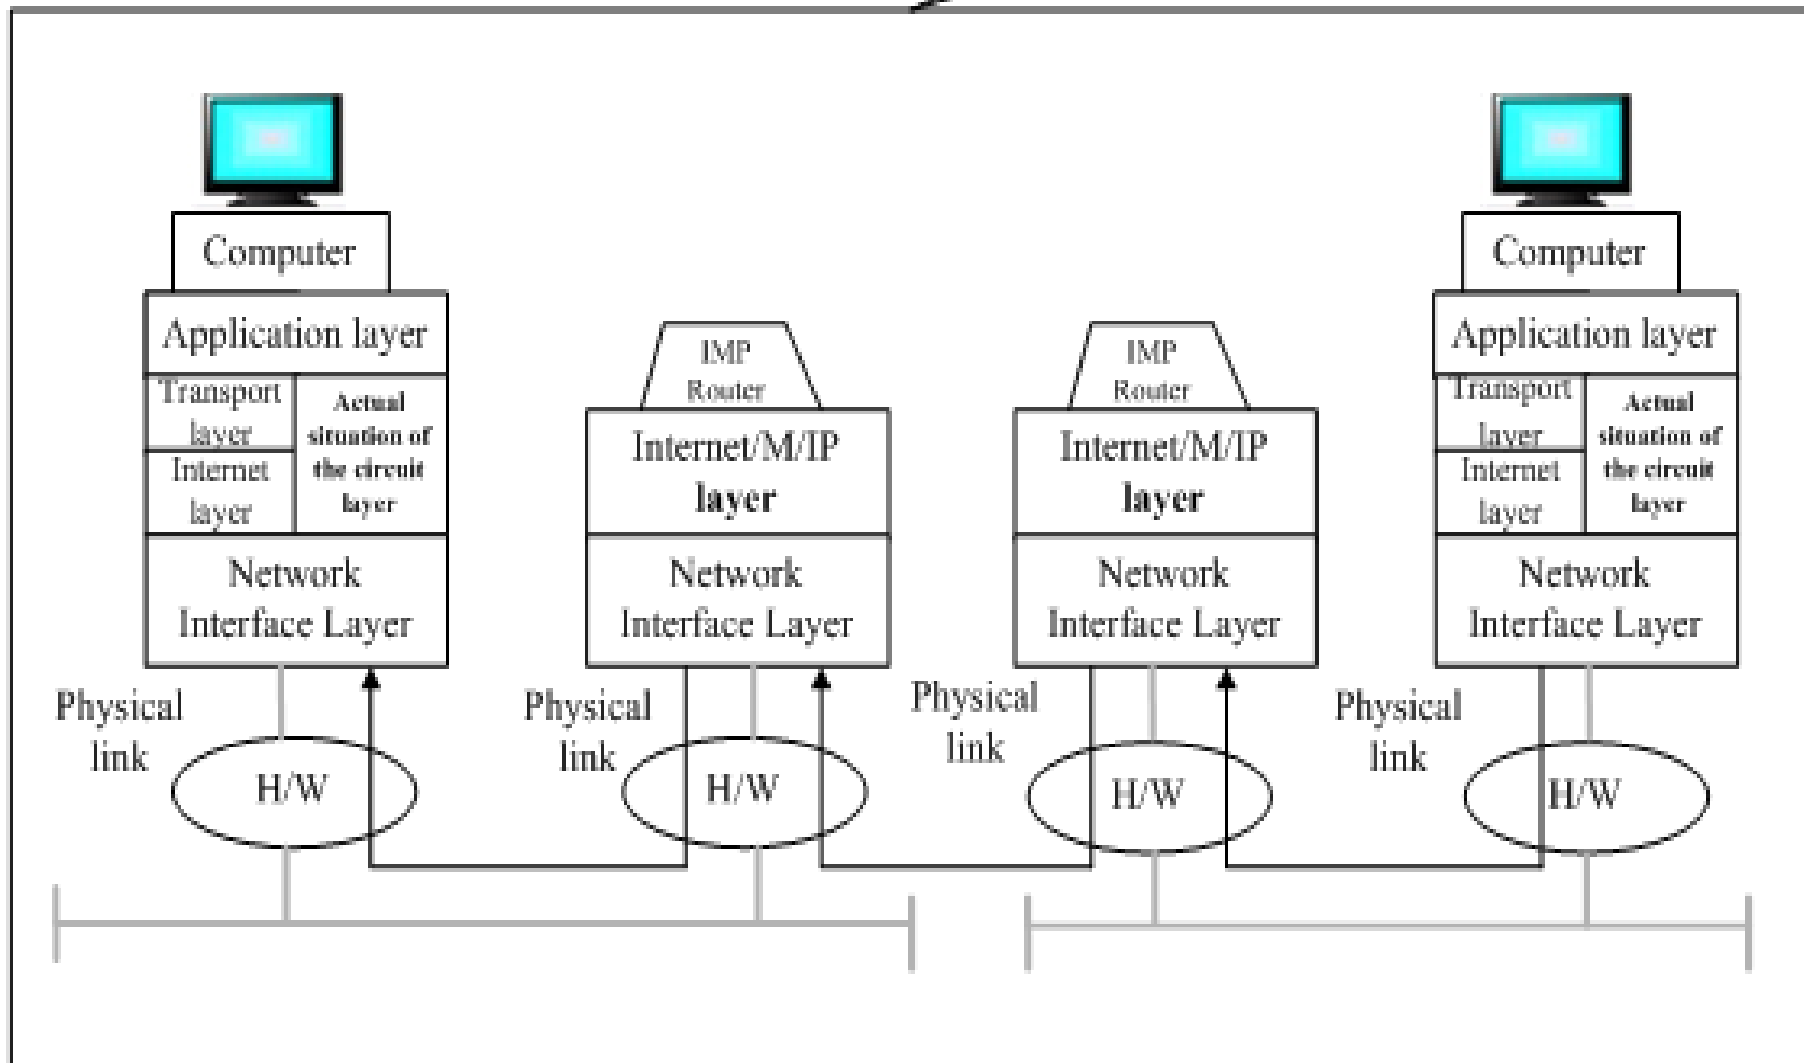 Computer
Application layer
Transport
layer
Internet
layer
Actual
situation of
the circuit
layer
Network
Interface Layer
Physical
link
H/W
IMP
Router
Internet/M/IP
layer
Network
Interface Layer
Physical
link
H/W
IMP
Router
Internet/M/IP
layer
Network
Interface Layer
Physical
link
H/W
Computer
Application layer
Transport
layer
Internet
layer
Actual
situation of
the circuit
layer
Network
Interface Layer
Physical
link
H/W